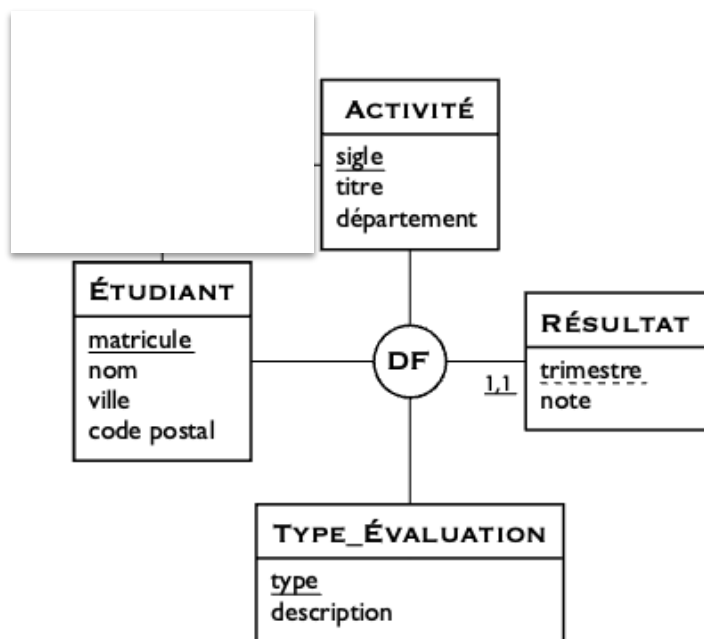 ACTIVITÉ
sigle
titre
département
ÉTUDIANT
matricule
nom
ville
code postal
DF
1,1
RÉSULTAT
trimestre
note
TYPE_ÉVALUATION
type
description